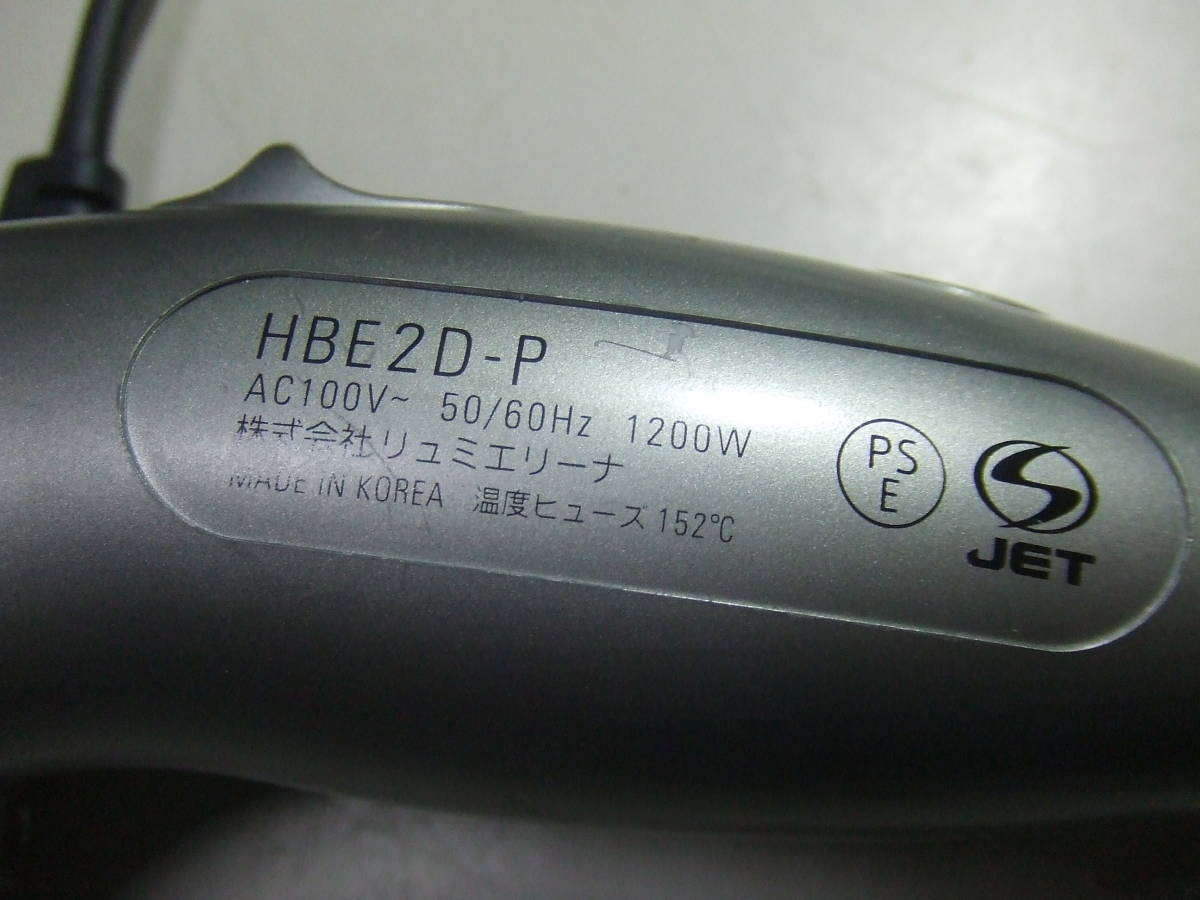 HBE2D-P
AC100V~ 50/60Hz 1200W
株式会社リュミエリーナ
MADE IN KOREA 温度ヒューズ 152℃
PS
E
JET